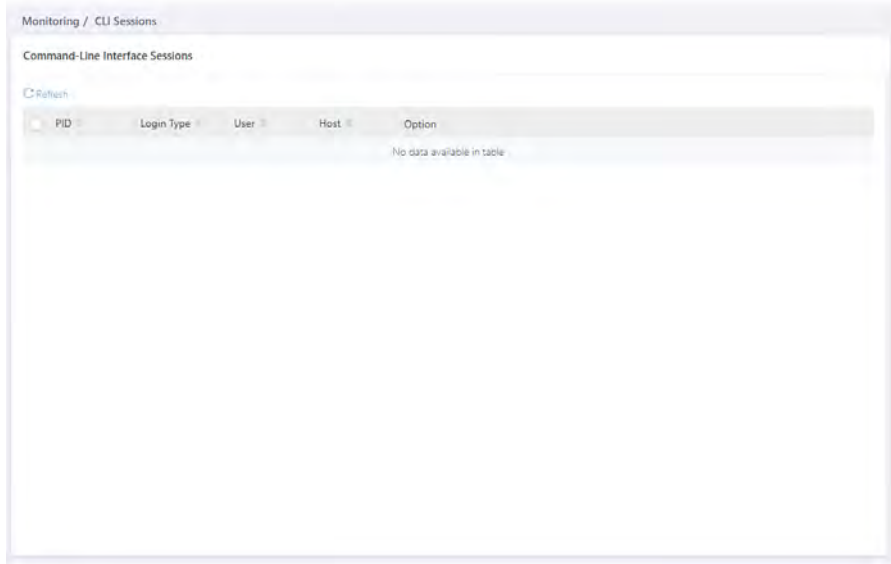 Monitoring / CLI Sessions
Command-Line Interface Sessions
Refresh
PID Login Type User Host Option
No data available in table